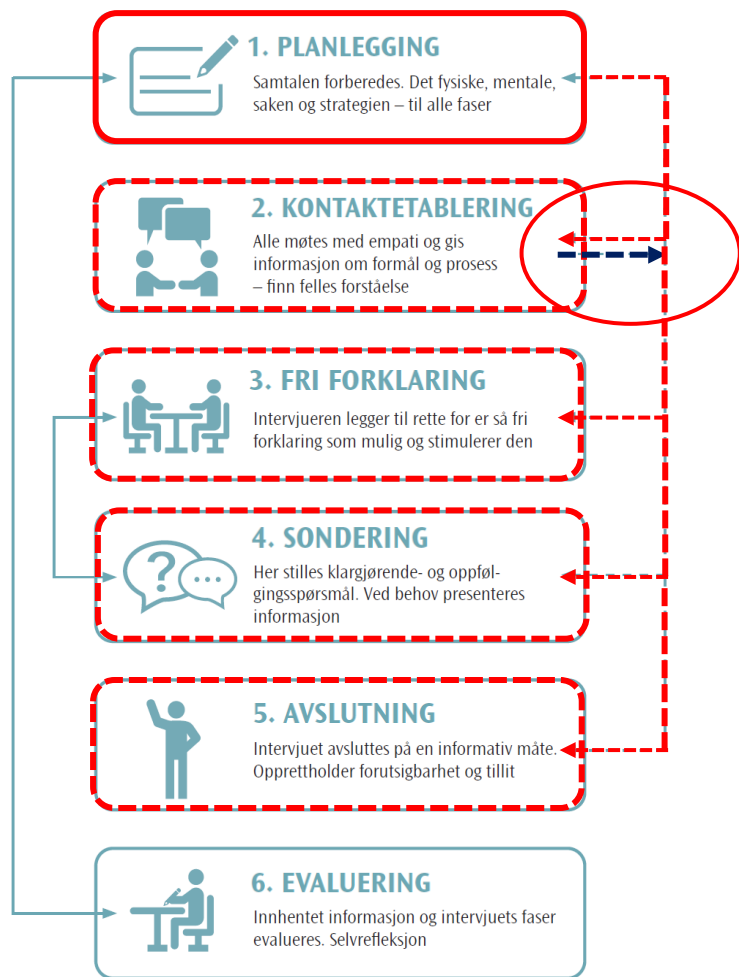 1. PLANLEGGING
Samtalen forberedes. Det fysiske, mentale,
saken og strategien – til alle faser
2. KONTAKTETABLERING
Alle møtes med empati og gis
informasjon om formål og prosess
– finn felles forståelse
3. FRI FORKLARING
Intervjueren legger til rette for er så fri
forklaring som mulig og stimulerer den
4. SONDERING
Her stilles klargjørende- og oppføl-
gingsspørsmål. Ved behov presenteres
informasjon
5. AVSLUTNING
Intervjuet avsluttes på en informativ måte.
Opprettholder forutsigbarhet og tillit
6. EVALUERING
Innhentet informasjon og intervjuets faser
evalueres. Selvrefleksjon